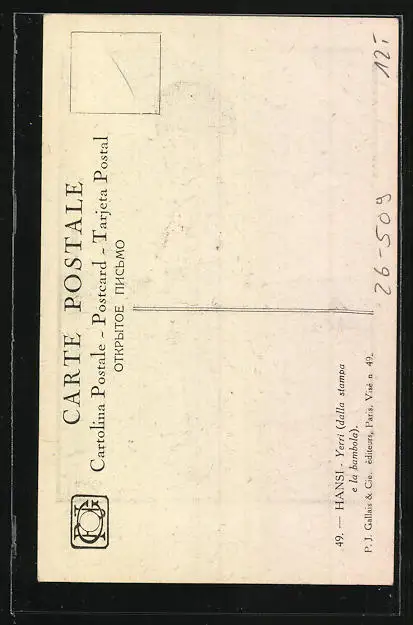 CARTE POSTALE
Cartolina Postale - Postcard - Tarjeta Postal
ОТКРЫТОЕ ПИСЬМО
49. — HANSI - Yerri (dalla stampa
e la bambola).
P. J. Gallais & Cie. éditeurs, Paris, Visé n 49.
26-509
12.-